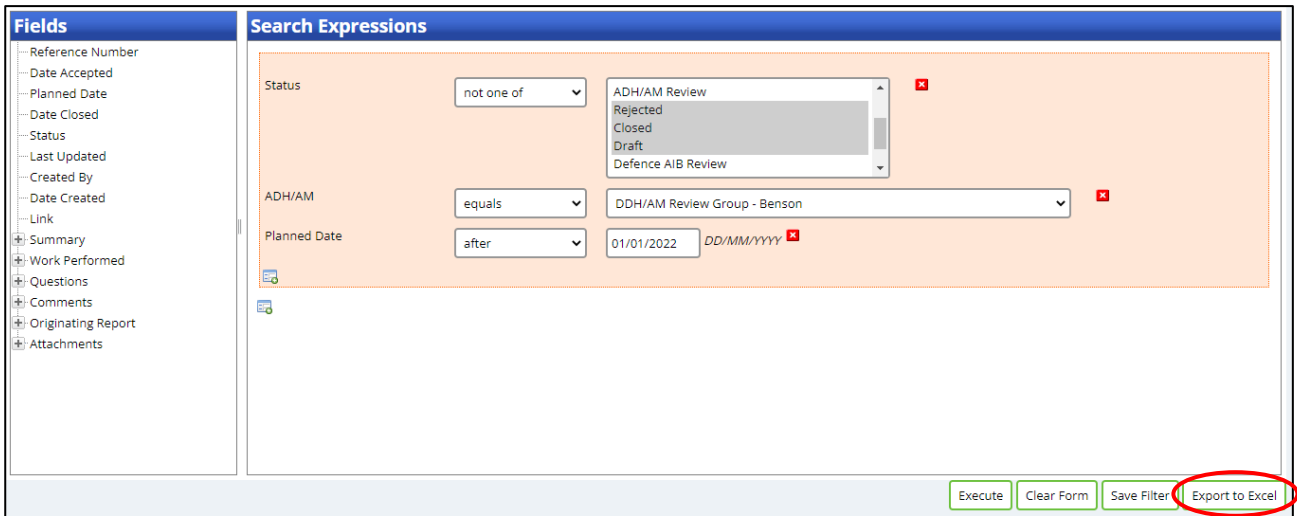 Fields
Reference Number
Date Accepted
Planned Date
Date Closed
Status
Last Updated
Created By
Date Created
Link
Summary
Work Performed
Questions
Comments
Originating Report
Attachments
Search Expressions
Status
not one of
ADH/AM Review
Rejected
Closed
Draft
Defence AIB Review
ADH/AM
equals
DDH/AM Review Group - Benson
Planned Date
after
01/01/2022
DD/MM/YYYY
Execute
Clear Form
Save Filter
Export to Excel